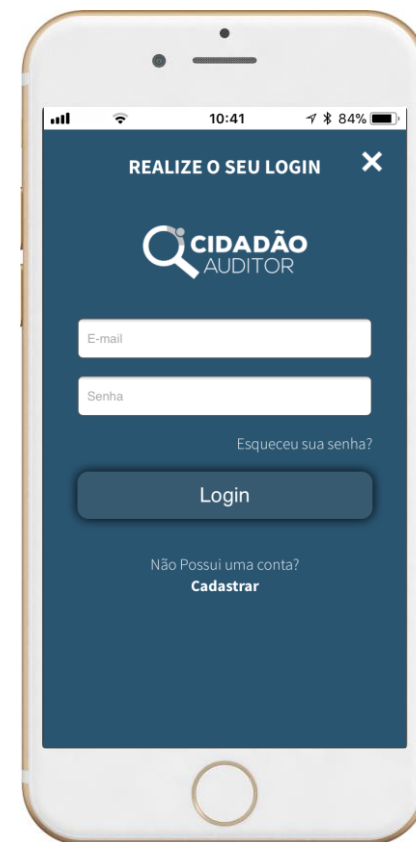 10:41
84%
REALIZE O SEU LOGIN
CIDADÃO
AUDITOR
E-mail
Senha
Esqueceu sua senha?
Login
Não Possui uma conta?
Cadastrar